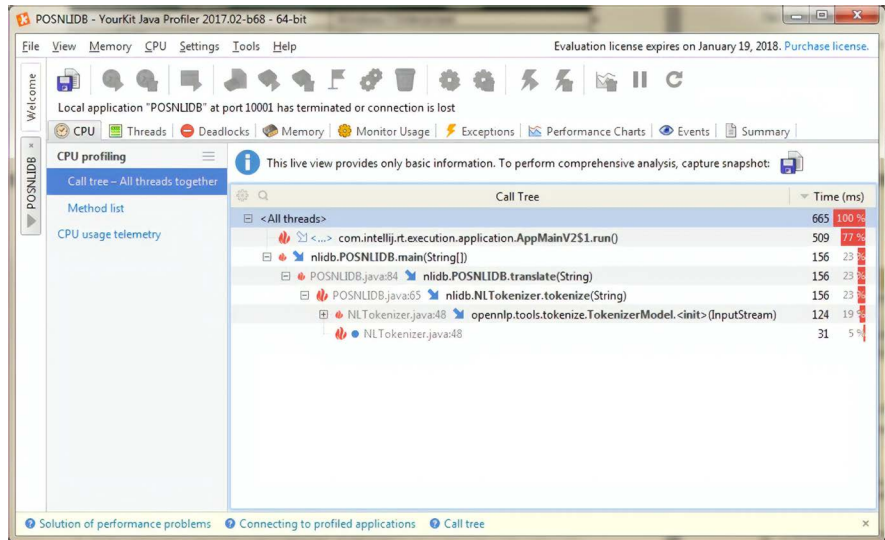 POSNLIDB - YourKit Java Profiler 2017.02-b68 - 64-bit
File View Memory CPU Settings Tools Help Evaluation license expires on January 19, 2018. Purchase license.
Welcome
Local application "POSNLIDB" at port 10001 has terminated or connection is lost
CPU Threads Deadlocks Memory Monitor Usage Exceptions Performance Charts Events Summary
POSNLIDB
CPU profiling
Call tree – All threads together
Method list
CPU usage telemetry
This live view provides only basic information. To perform comprehensive analysis, capture snapshot:
Call Tree Time (ms)
<All threads> 665 100 %
<...> com.intellij.rt.execution.application.AppMainV2$1.run() 509 77 %
nlidb.POSNLIDB.main(String[]) 156 23 %
POSNLIDB.java:84 nlidb.POSNLIDB.translate(String) 156 23 %
POSNLIDB.java:65 nlidb.NLTokenizer.tokenize(String) 156 23 %
NLTokenizer.java:48 opennlp.tools.tokenize.TokenizerModel.<init>(InputStream) 124 19 %
NLTokenizer.java:48 31 5 %
Solution of performance problems Connecting to profiled applications Call tree